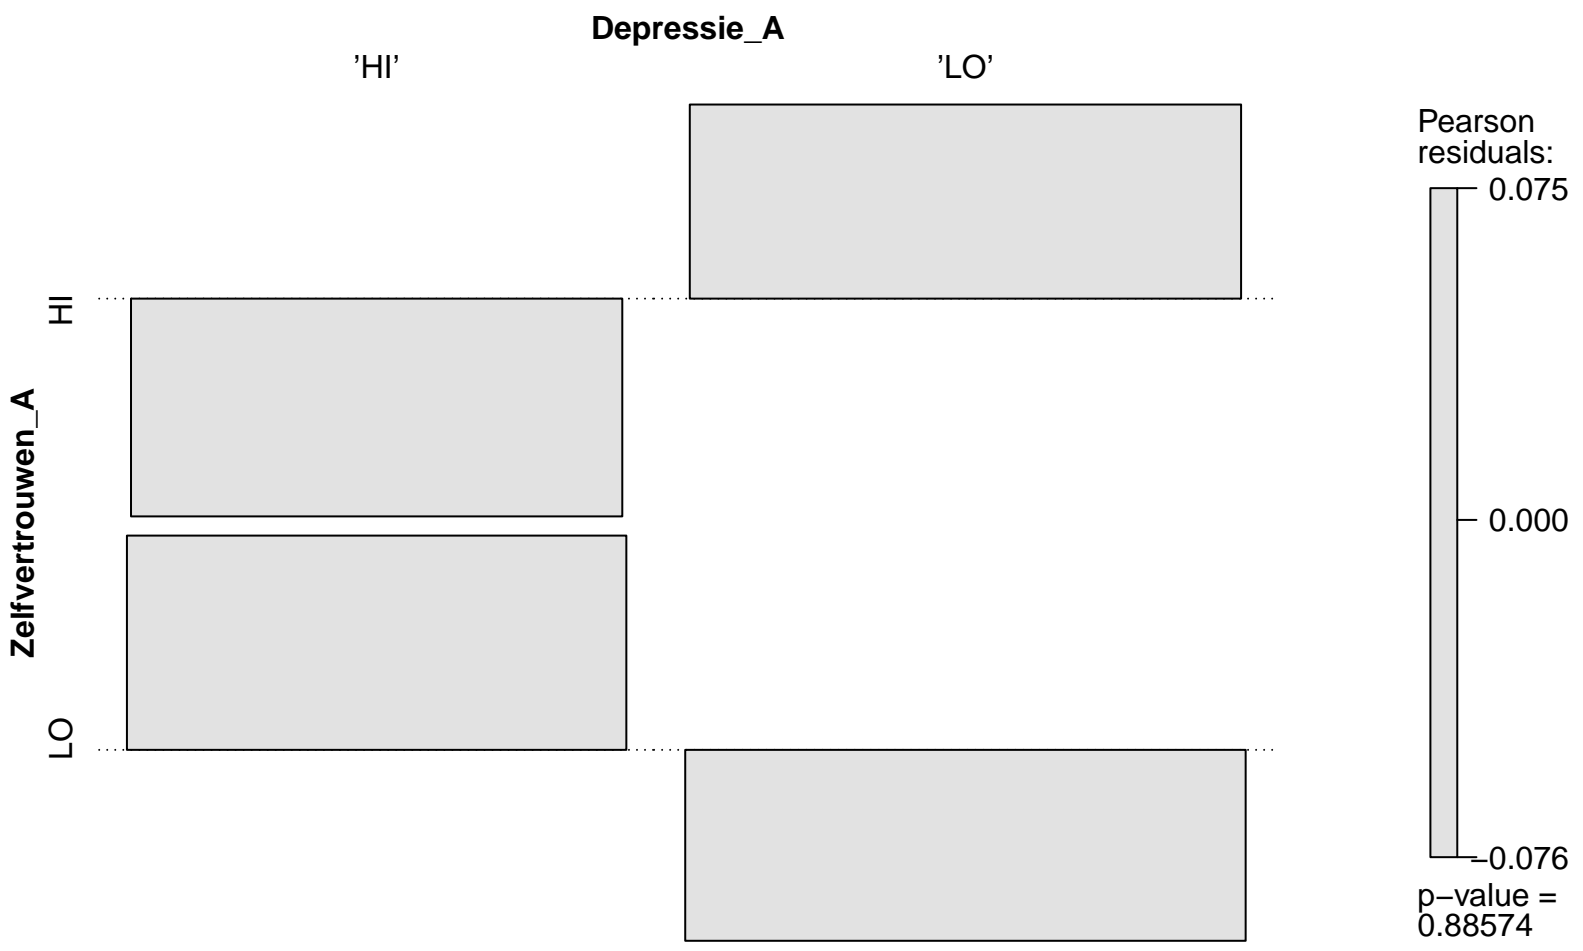 Depressie_A
’HI’
’LO’
Zelfvertrouwen_A
HI
LO
Pearson
residuals:
0.075
0.000
−0.076
p−value =
0.88574